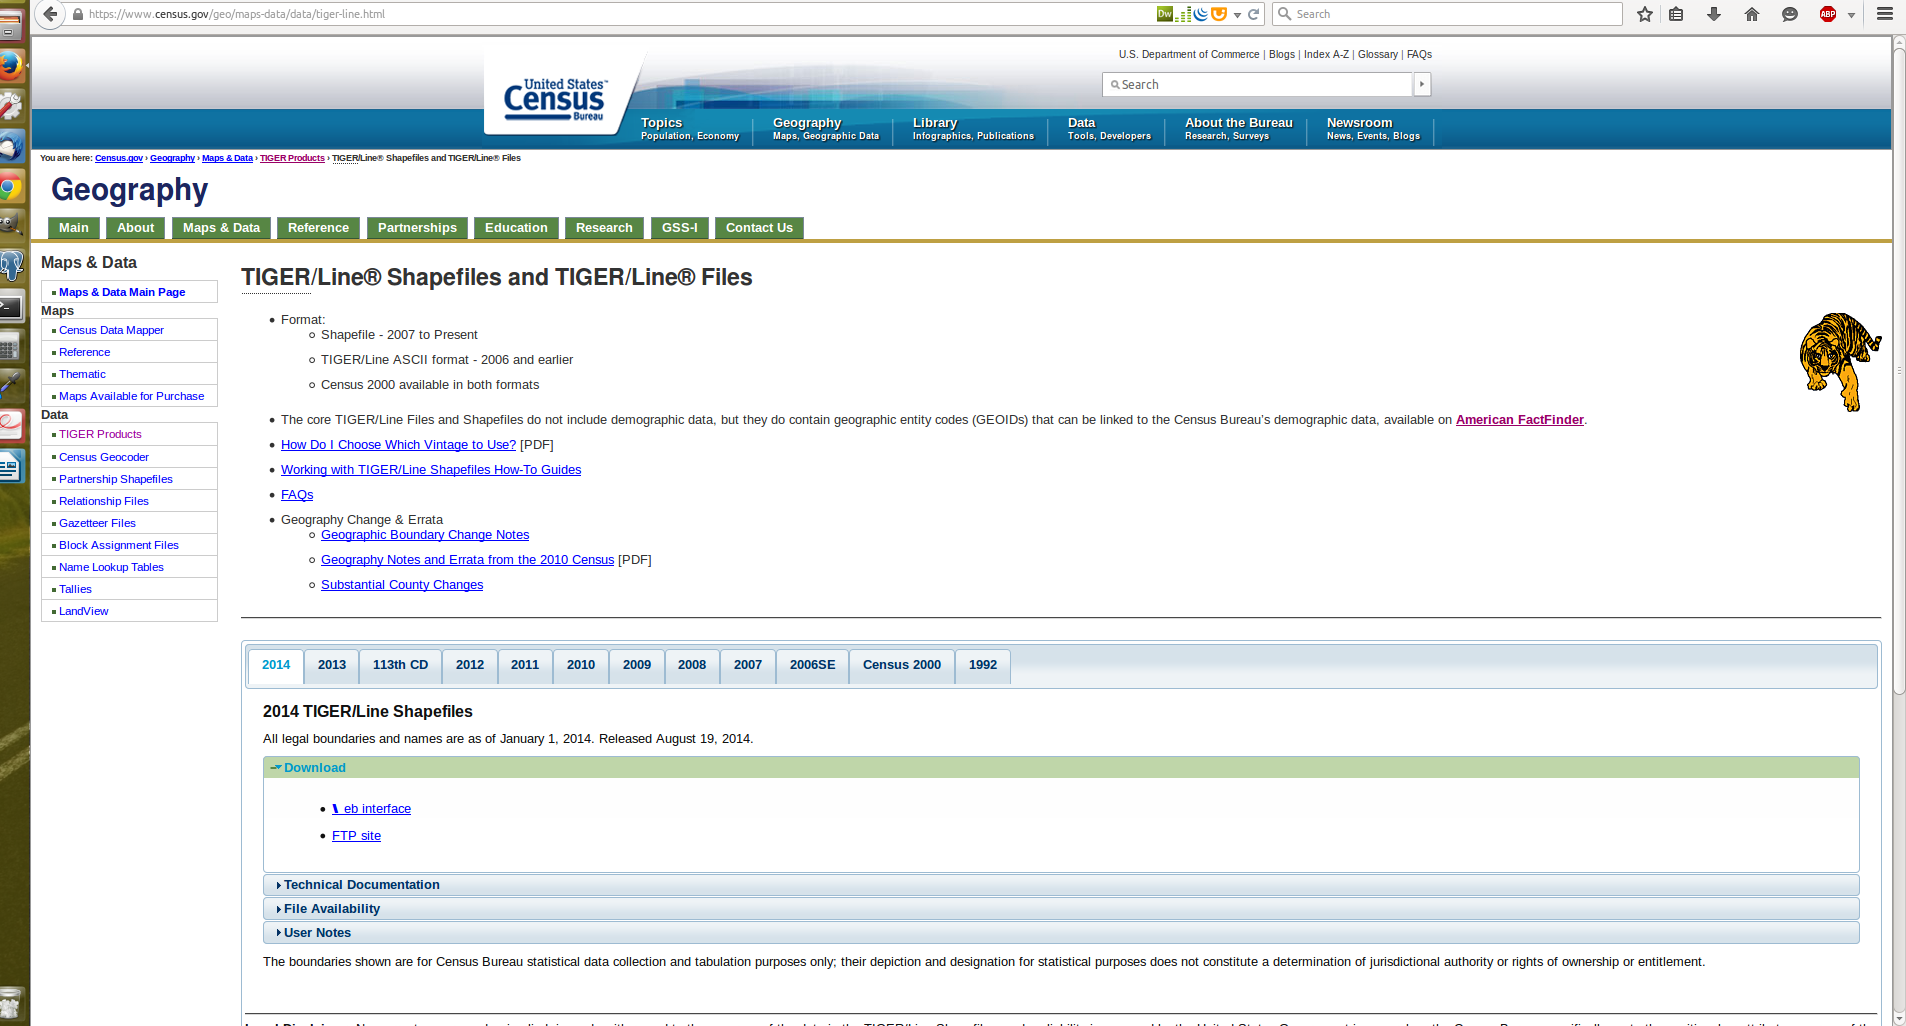 https://www.census.gov/geo/maps-data/data/tiger-line.html
Dw
Search
ABP
U.S. Department of Commerce | Blogs | Index A-Z | Glossary | FAQs
United States™
Census
Bureau
Search
Topics
Population, Economy
Geography
Maps, Geographic Data
Library
Infographics, Publications
Data
Tools, Developers
About the Bureau
Research, Surveys
Newsroom
News, Events, Blogs
You are here: Census.gov › Geography › Maps & Data › TIGER Products › TIGER/Line® Shapefiles and TIGER/Line® Files
Geography
Main
About
Maps & Data
Reference
Partnerships
Education
Research
GSS-I
Contact Us
Maps & Data
Maps & Data Main Page
Maps
Census Data Mapper
Reference
Thematic
Maps Available for Purchase
Data
TIGER Products
Census Geocoder
Partnership Shapefiles
Relationship Files
Gazetteer Files
Block Assignment Files
Name Lookup Tables
Tallies
LandView
TIGER/Line® Shapefiles and TIGER/Line® Files
Format:
Shapefile - 2007 to Present
TIGER/Line ASCII format - 2006 and earlier
Census 2000 available in both formats
The core TIGER/Line Files and Shapefiles do not include demographic data, but they do contain geographic entity codes (GEOIDs) that can be linked to the Census Bureau’s demographic data, available on American FactFinder.
How Do I Choose Which Vintage to Use? [PDF]
Working with TIGER/Line Shapefiles How-To Guides
FAQs
Geography Change & Errata
Geographic Boundary Change Notes
Geography Notes and Errata from the 2010 Census [PDF]
Substantial County Changes
2014
2013
113th CD
2012
2011
2010
2009
2008
2007
2006SE
Census 2000
1992
2014 TIGER/Line Shapefiles
All legal boundaries and names are as of January 1, 2014. Released August 19, 2014.
Download
eb interface
FTP site
Technical Documentation
File Availability
User Notes
The boundaries shown are for Census Bureau statistical data collection and tabulation purposes only; their depiction and designation for statistical purposes does not constitute a determination of jurisdictional authority or rights of ownership or entitlement.